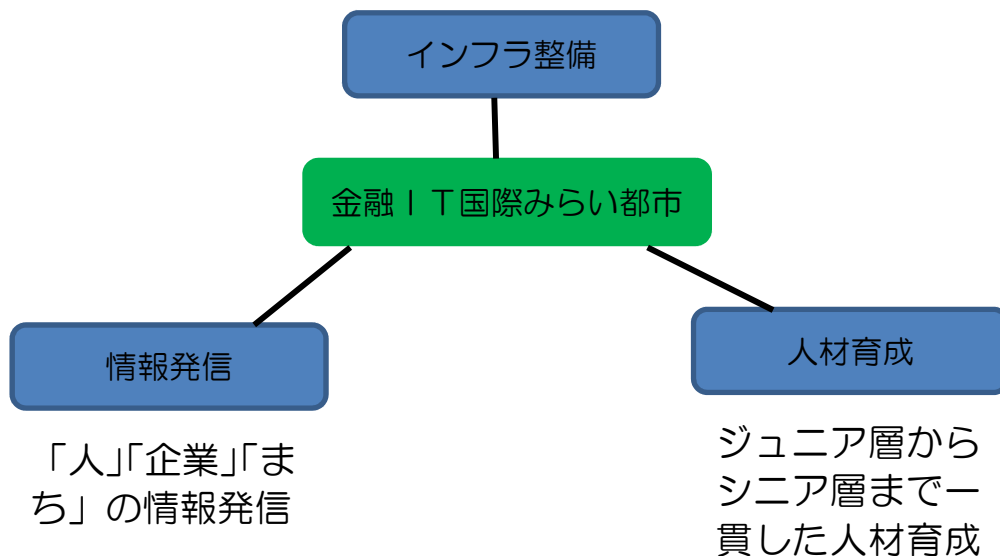 インフラ整備
金融ＩＴ国際みらい都市
情報発信
人材育成
「人」「企業」「ま
ち」の情報発信
ジュニア層から
シニア層まで一
貫した人材育成